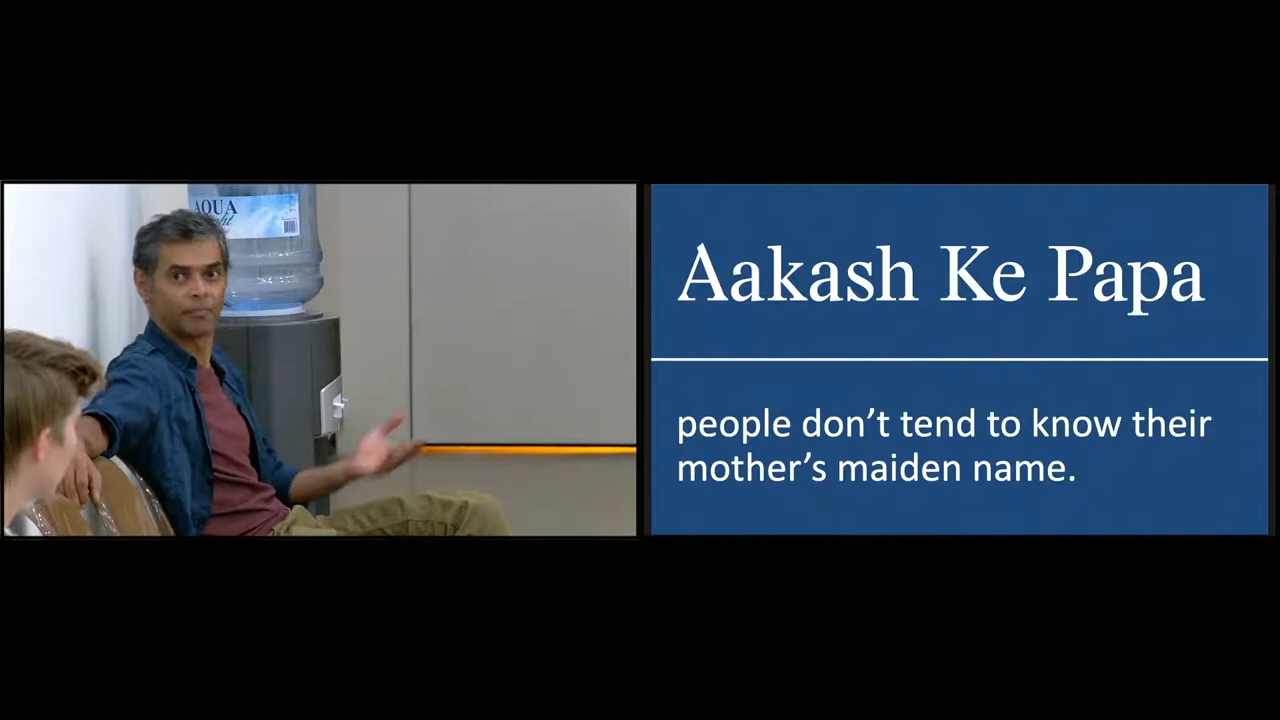 AQUA
Aakash Ke Papa
people don’t tend to know their
mother’s maiden name.